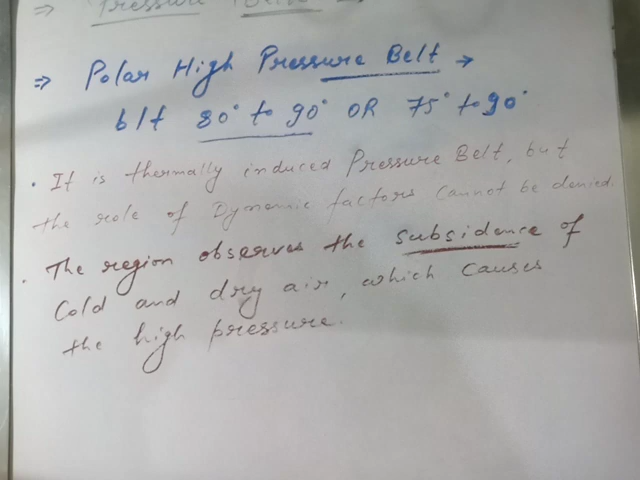 ⇒ Pressure Belts
⇒ Polar High Pressure Belt →
b/t 80° to 90° OR 75° to 90°
• It is thermally induced Pressure Belt, but
the role of Dynamic factors cannot be denied.
• The region observes the subsidence of
Cold and dry air, which causes
the high pressure.